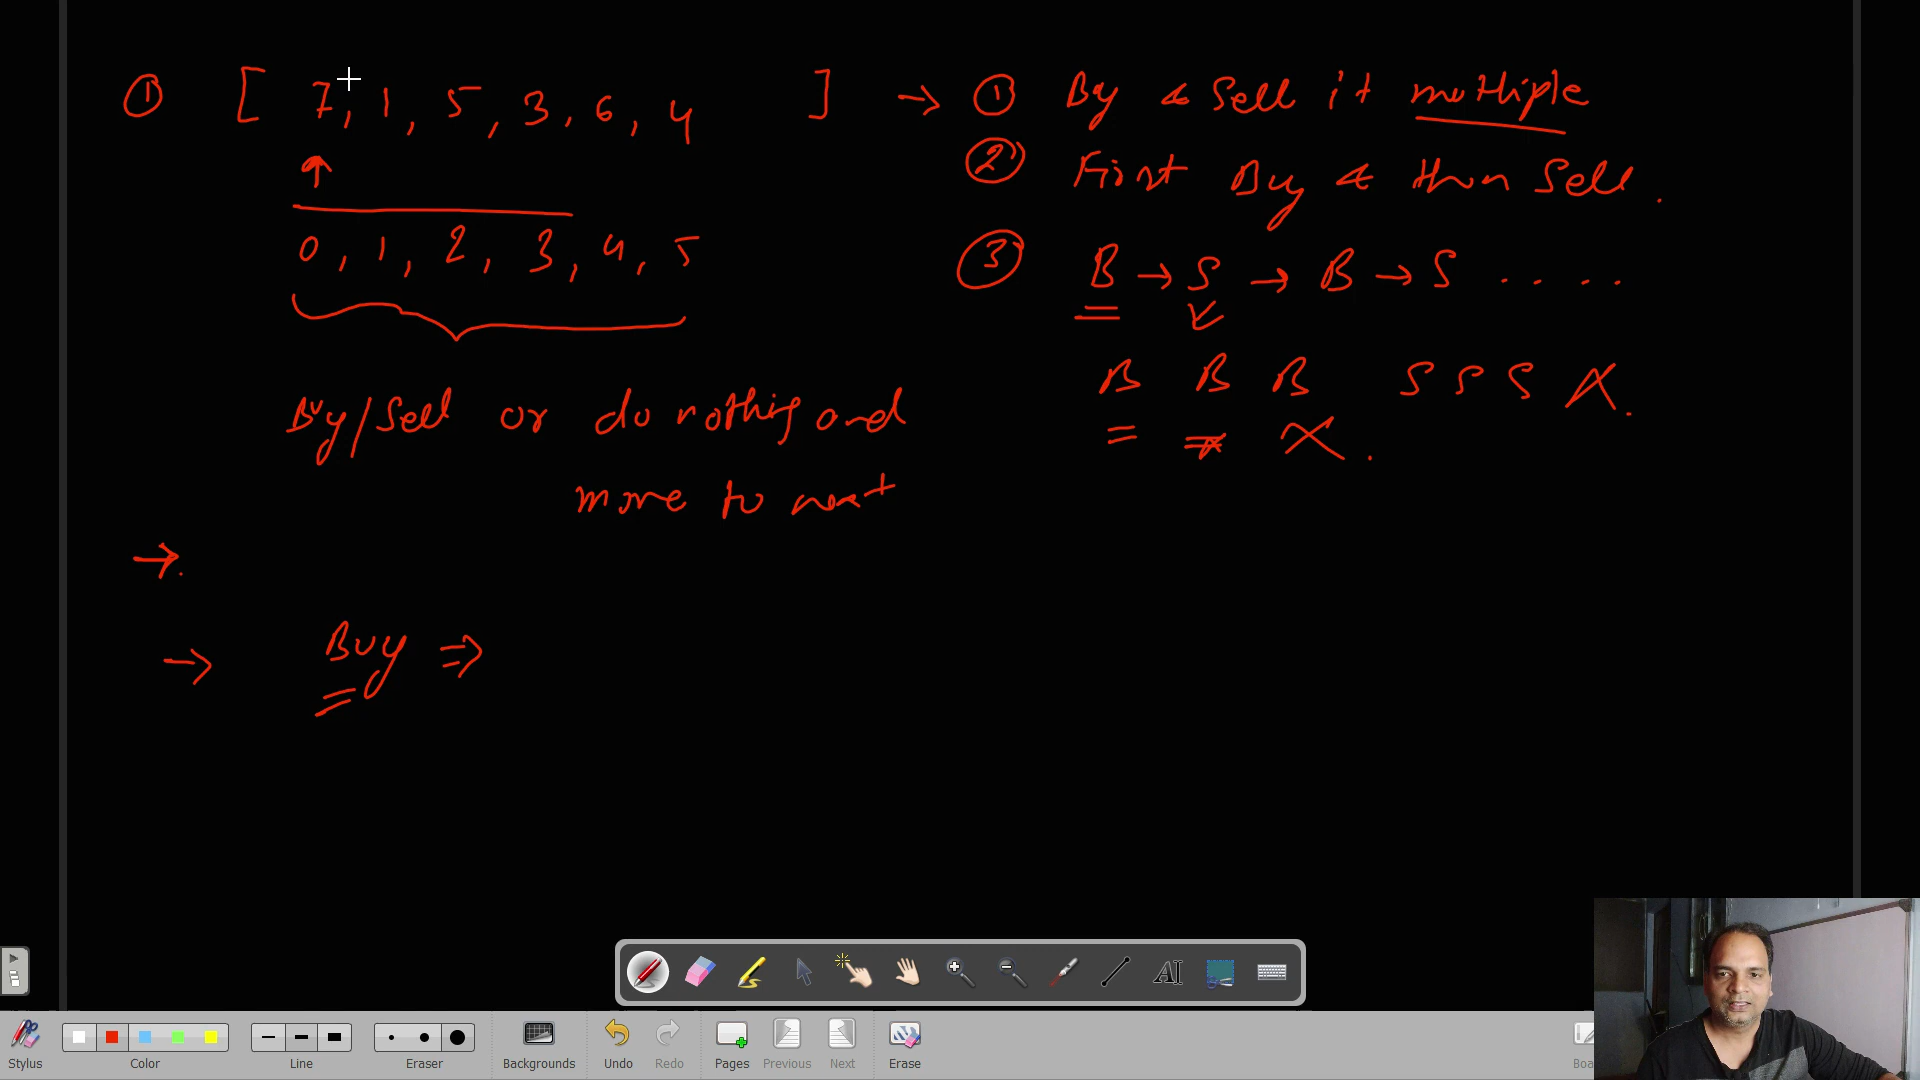 ① [ 7, 1, 5, 3, 6, 4 ] → ① By & Sell it multiple
② First Buy & then Sell.
0, 1, 2, 3, 4, 5
③ B → S → B → S .....
B B B S S S X.
= = X.
Buy/Sell or do nothing and
move to next
→.
→ Buy ⇒
Stylus
Color
Line
Eraser
Backgrounds
Undo
Redo
Pages
Previous
Next
Erase
Boa